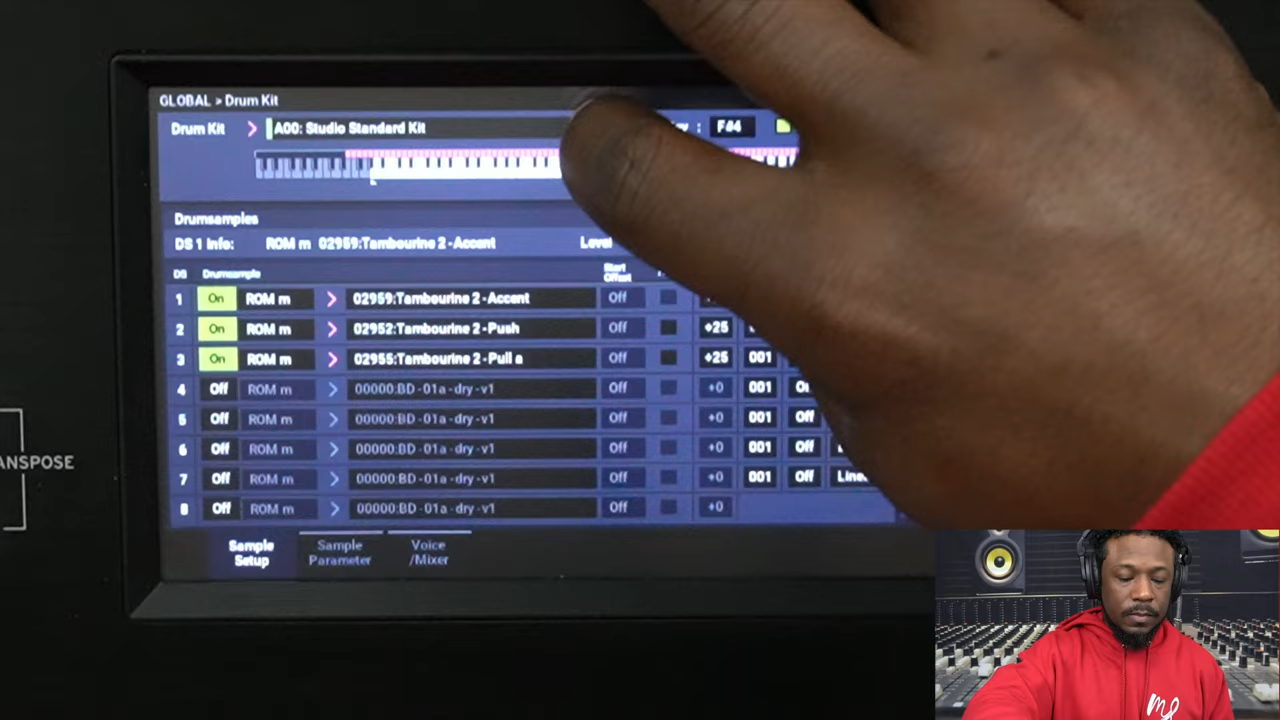 GLOBAL > Drum Kit
Drum Kit > A00: Studio Standard Kit : F#4
Drumsamples
DS 1 Info: ROM m 02959:Tambourine 2-Accent Level
DS Drumsample Start Offset
1 On ROM m > 02959:Tambourine 2-Accent Off
2 On ROM m > 02952:Tambourine 2-Push Off +25
3 On ROM m > 02955:Tambourine 2-Pull a Off +25 001
4 Off ROM m > 00000:BD-01a-dry-v1 Off +0 001
5 Off ROM m > 00000:BD-01a-dry-v1 Off +0 001 Off
6 Off ROM m > 00000:BD-01a-dry-v1 Off +0 001 Off
7 Off ROM m > 00000:BD-01a-dry-v1 Off +0 001 Off
8 Off ROM m > 00000:BD-01a-dry-v1 Off +0
Sample Setup
Sample Parameter
Voice /Mixer
ANSPOSE